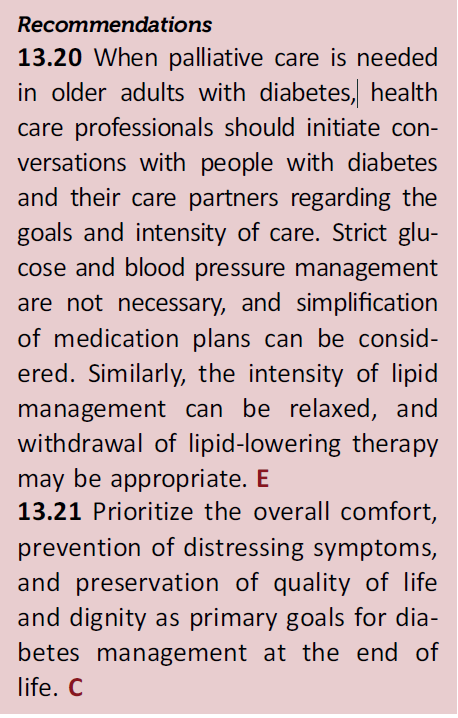 Recommendations
13.20 When palliative care is needed
in older adults with diabetes, health
care professionals should initiate con-
versations with people with diabetes
and their care partners regarding the
goals and intensity of care. Strict glu-
cose and blood pressure management
are not necessary, and simplification
of medication plans can be consid-
ered. Similarly, the intensity of lipid
management can be relaxed, and
withdrawal of lipid-lowering therapy
may be appropriate. E
13.21 Prioritize the overall comfort,
prevention of distressing symptoms,
and preservation of quality of life
and dignity as primary goals for dia-
betes management at the end of
life. C